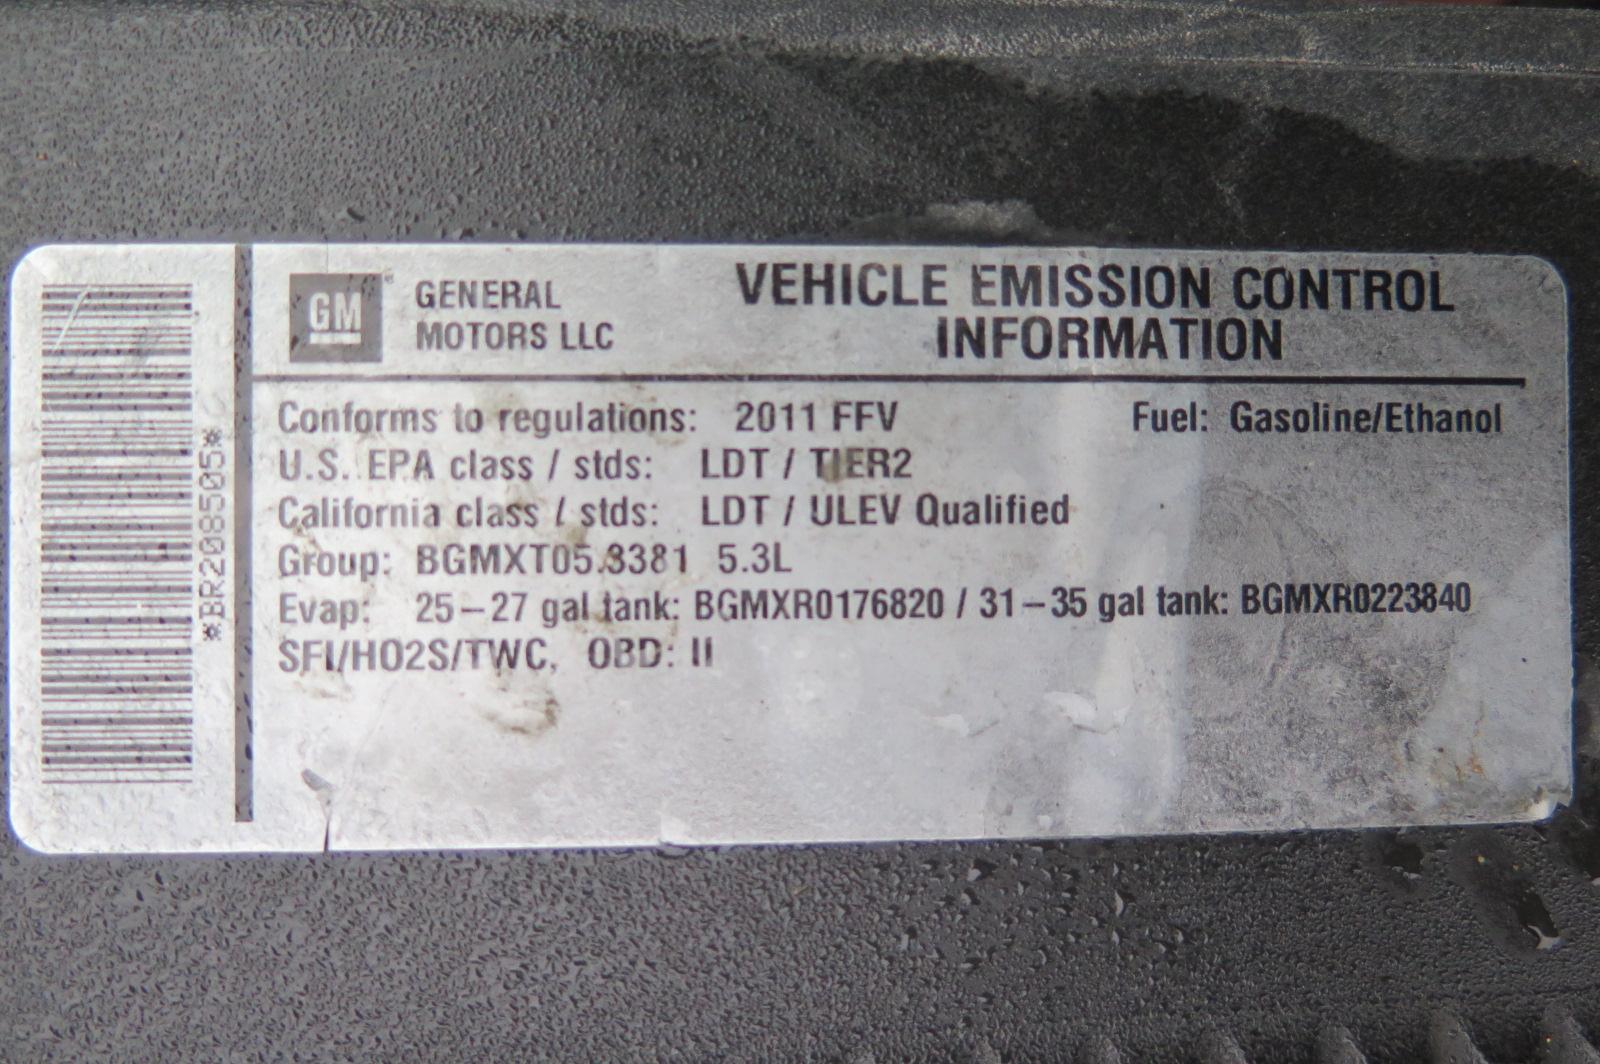 GM GENERAL MOTORS LLC
VEHICLE EMISSION CONTROL
INFORMATION
Conforms to regulations: 2011 FFV Fuel: Gasoline/Ethanol
U.S. EPA class / stds: LDT / TIER2
California class / stds: LDT / ULEV Qualified
Group: BGMXT05.3381 5.3L
Evap: 25-27 gal tank: BGMXR0176820 / 31-35 gal tank: BGMXR0223840
SFI/HO2S/TWC, OBD: II
*BR208505*